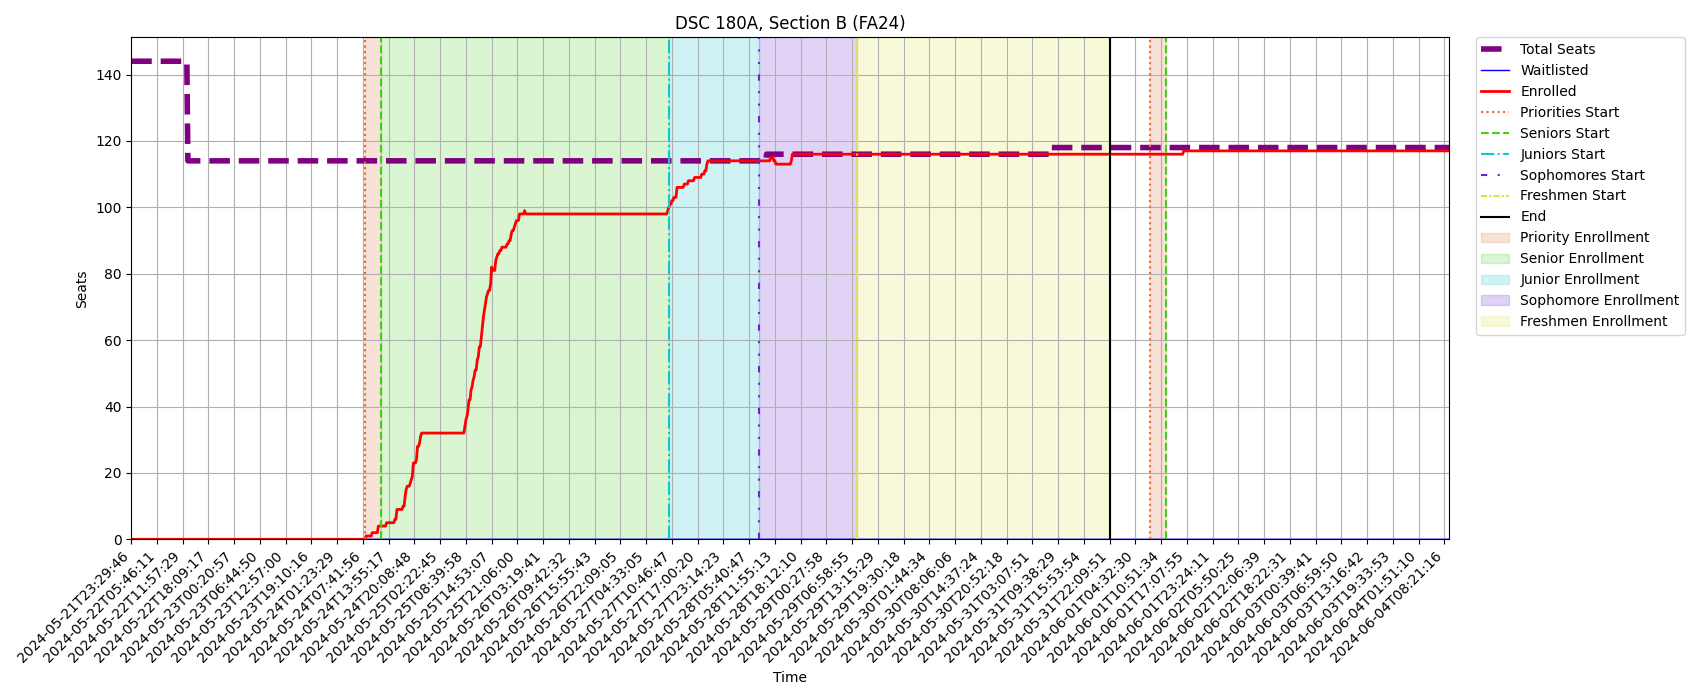 DSC 180A, Section B (FA24)
Seats
140
120
100
80
60
40
20
0
2024-05-21T23:29:46
2024-05-22T05:46:11
2024-05-22T11:57:29
2024-05-22T18:09:17
2024-05-23T00:20:57
2024-05-23T06:44:50
2024-05-23T12:57:00
2024-05-23T19:10:16
2024-05-24T01:23:29
2024-05-24T07:41:56
2024-05-24T13:55:17
2024-05-24T20:08:48
2024-05-25T02:22:45
2024-05-25T08:39:58
2024-05-25T14:53:07
2024-05-25T21:06:00
2024-05-26T03:19:41
2024-05-26T09:42:32
2024-05-26T15:55:43
2024-05-26T22:09:05
2024-05-27T04:33:05
2024-05-27T10:46:47
2024-05-27T17:00:20
2024-05-27T23:14:23
2024-05-28T05:40:47
2024-05-28T11:55:13
2024-05-28T18:12:10
2024-05-29T00:27:58
2024-05-29T06:58:55
2024-05-29T13:15:29
2024-05-29T19:30:18
2024-05-30T01:44:34
2024-05-30T08:06:06
2024-05-30T14:37:24
2024-05-30T20:52:18
2024-05-31T03:07:51
2024-05-31T09:38:29
2024-05-31T15:53:54
2024-05-31T22:09:51
2024-06-01T04:32:30
2024-06-01T10:51:34
2024-06-01T17:07:55
2024-06-01T23:24:11
2024-06-02T05:50:25
2024-06-02T12:06:39
2024-06-02T18:22:31
2024-06-03T00:39:41
2024-06-03T06:59:50
2024-06-03T13:16:42
2024-06-03T19:33:53
2024-06-04T01:51:10
2024-06-04T08:21:16
Time
Total Seats
Waitlisted
Enrolled
Priorities Start
Seniors Start
Juniors Start
Sophomores Start
Freshmen Start
End
Priority Enrollment
Senior Enrollment
Junior Enrollment
Sophomore Enrollment
Freshmen Enrollment